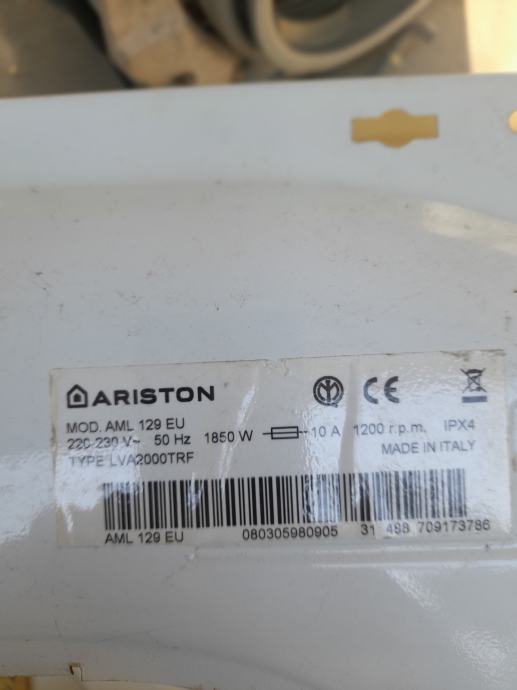 ARISTON
MOD. AML 129 EU
220-230 V~ 50 Hz 1850 W 10 A 1200 r.p.m. IPX4
TYPE LVA2000TRF
MADE IN ITALY
AML 129 EU 080305980905 31 488 709173786